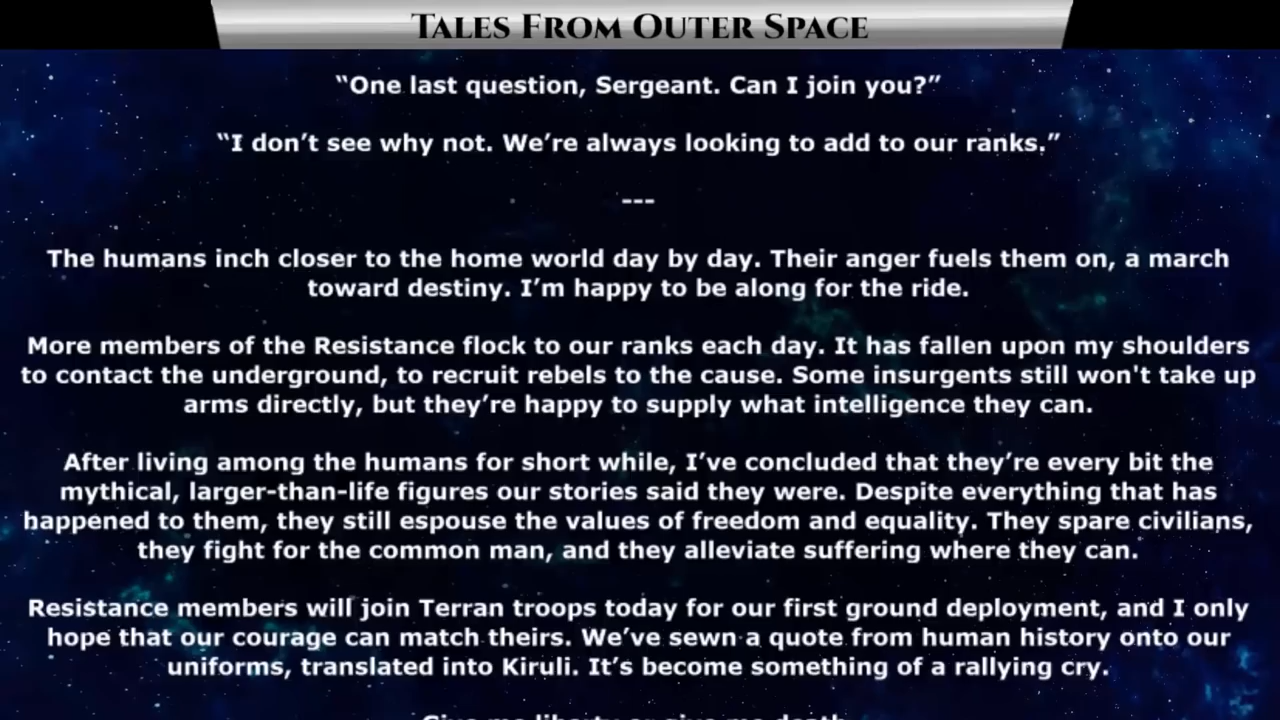 Tales From Outer Space
“One last question, Sergeant. Can I join you?”
“I don’t see why not. We’re always looking to add to our ranks.”
---
The humans inch closer to the home world day by day. Their anger fuels them on, a march
toward destiny. I’m happy to be along for the ride.
More members of the Resistance flock to our ranks each day. It has fallen upon my shoulders
to contact the underground, to recruit rebels to the cause. Some insurgents still won't take up
arms directly, but they’re happy to supply what intelligence they can.
After living among the humans for short while, I’ve concluded that they’re every bit the
mythical, larger-than-life figures our stories said they were. Despite everything that has
happened to them, they still espouse the values of freedom and equality. They spare civilians,
they fight for the common man, and they alleviate suffering where they can.
Resistance members will join Terran troops today for our first ground deployment, and I only
hope that our courage can match theirs. We’ve sewn a quote from human history onto our
uniforms, translated into Kiruli. It’s become something of a rallying cry.
Give me liberty or give me death